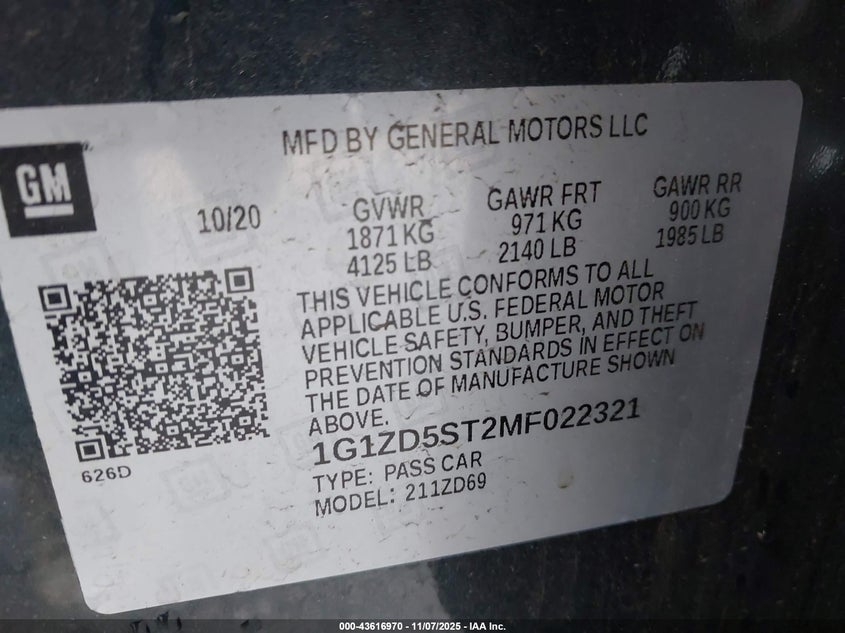 MFD BY GENERAL MOTORS LLC
GM
10/20
GVWR
1871 KG
4125 LB
GAWR FRT
971 KG
2140 LB
GAWR RR
900 KG
1985 LB
THIS VEHICLE CONFORMS TO ALL
APPLICABLE U.S. FEDERAL MOTOR
VEHICLE SAFETY, BUMPER, AND THEFT
PREVENTION STANDARDS IN EFFECT ON
THE DATE OF MANUFACTURE SHOWN
ABOVE.
1G1ZD5ST2MF022321
TYPE: PASS CAR
MODEL: 211ZD69
626D
000-43616970 - 11/07/2025 - IAA Inc.